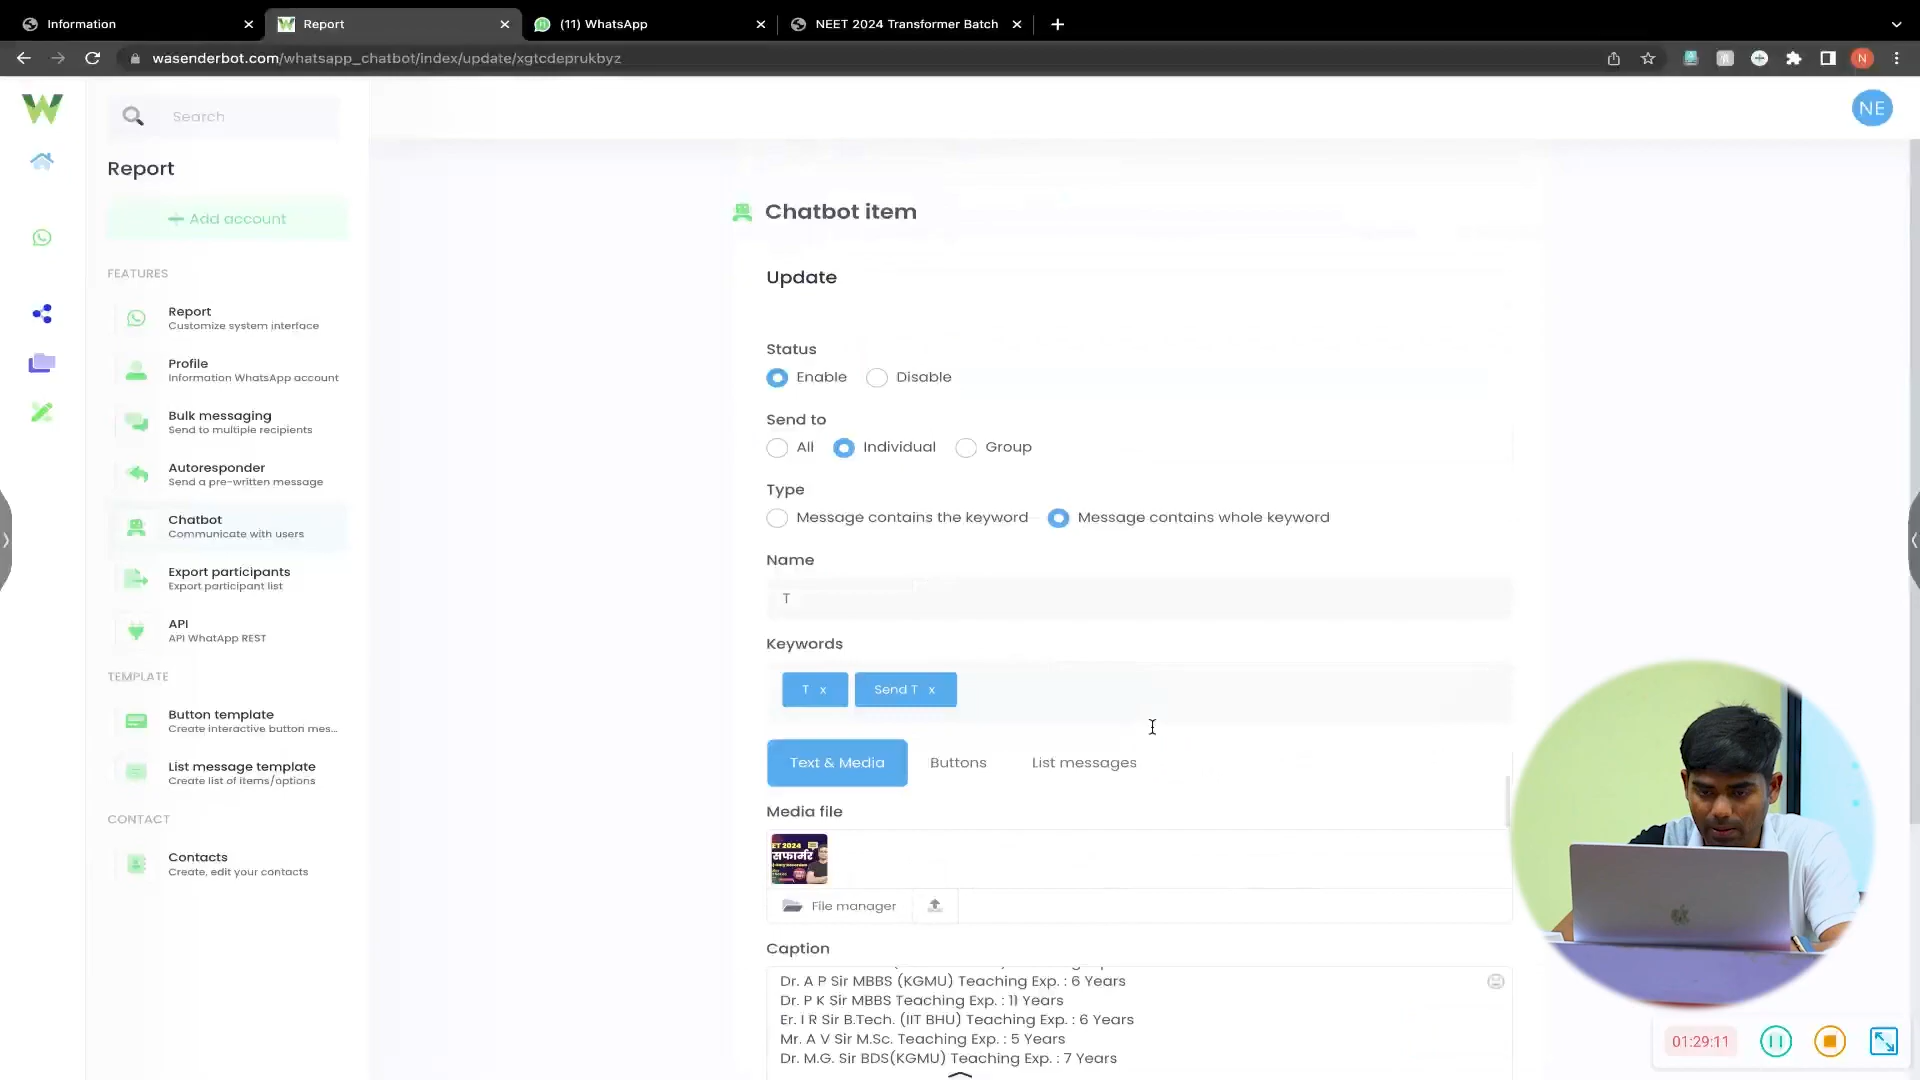 Information
Report
(11) WhatsApp
NEET 2024 Transformer Batch
wasenderbot.com/whatsapp_chatbot/index/update/xgtcdeprukbyz
N
Search
NE
Report
+ Add account
FEATURES
Report
Customize system interface
Profile
Information WhatsApp account
Bulk messaging
Send to multiple recipients
Autoresponder
Send a pre-written message
Chatbot
Communicate with users
Export participants
Export participant list
API
API WhatApp REST
TEMPLATE
Button template
Create interactive button mes...
List message template
Create list of items/options
CONTACT
Contacts
Create, edit your contacts
Chatbot item
Update
Status
Enable Disable
Send to
All Individual Group
Type
Message contains the keyword Message contains whole keyword
Name
T
Keywords
T x Send T x
Text & Media Buttons List messages
Media file
File manager
Caption
Dr. A P Sir MBBS (KGMU) Teaching Exp. : 6 Years
Dr. P K Sir MBBS Teaching Exp. : 11 Years
Er. I R Sir B.Tech. (IIT BHU) Teaching Exp. : 6 Years
Mr. A V Sir M.Sc. Teaching Exp. : 5 Years
Dr. M.G. Sir BDS(KGMU) Teaching Exp. : 7 Years
01:29:11